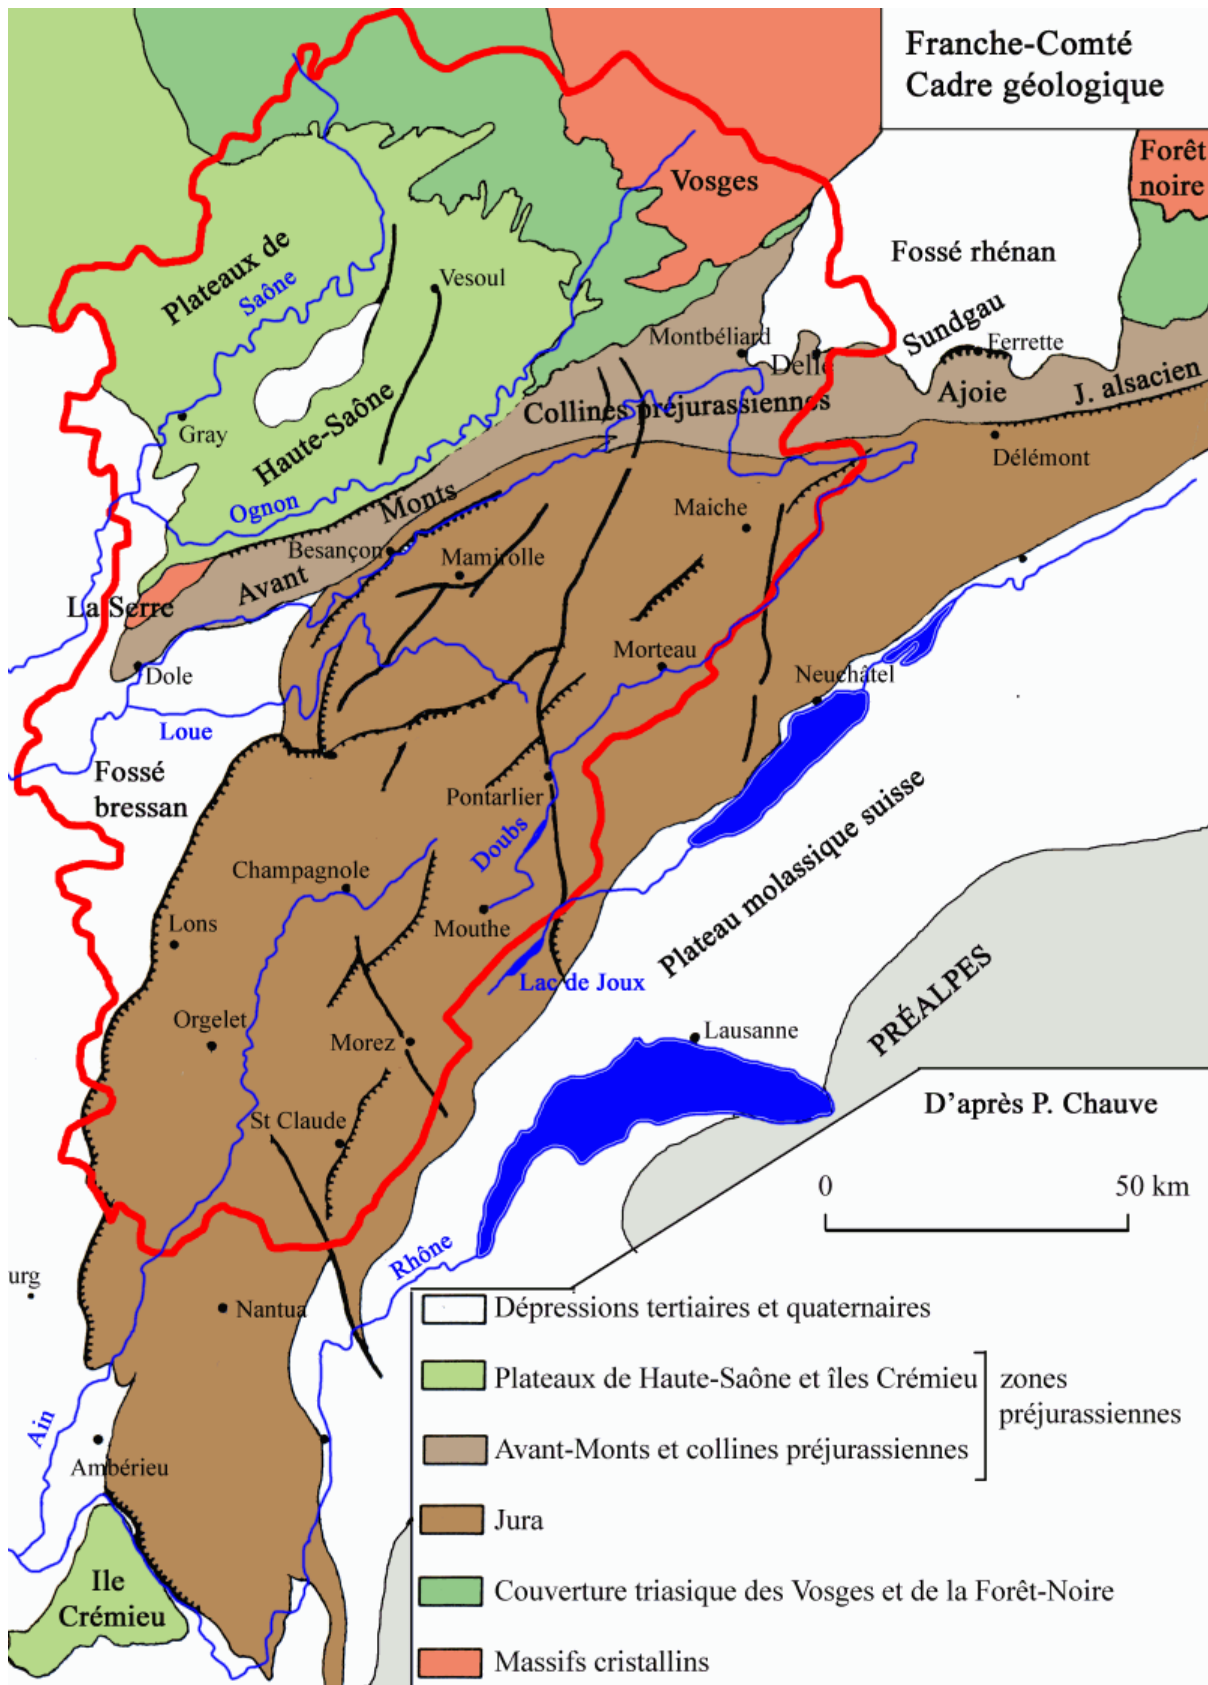 Franche-Comté
Cadre géologique
Forêt
noire
Vosges
Fossé rhénan
Plateaux de
Saône
Vesoul
Montbéliard
Delle
Sundgau
Ferrette
Ajoie
J. alsacien
Collines préjurassiennes
Gray
Haute-Saône
Délémont
Ognon
Monts
Maiche
Besançon
Mamirolle
Avant
La Serre
Morteau
Neuchâtel
Dole
Loue
Fossé
bressan
Pontarlier
Doubs
Plateau molassique suisse
Champagnole
Lons
Mouthe
Lac de Joux
PRÉALPES
Orgelet
Morez
Lausanne
St Claude
D'après P. Chauve
0 50 km
Rhône
urg
Nantua
Ain
Ambérieu
Ile
Crémieu
Dépressions tertiaires et quaternaires
Plateaux de Haute-Saône et îles Crémieu
zones
préjurassiennes
Avant-Monts et collines préjurassiennes
Jura
Couverture triasique des Vosges et de la Forêt-Noire
Massifs cristallins